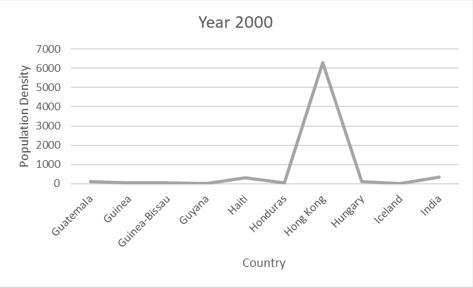 Year 2000
Population Density
7000
6000
5000
4000
3000
2000
1000
0
Guatemala
Guinea
Guinea-Bissau
Guyana
Haiti
Honduras
Hong Kong
Hungary
Iceland
India
Country